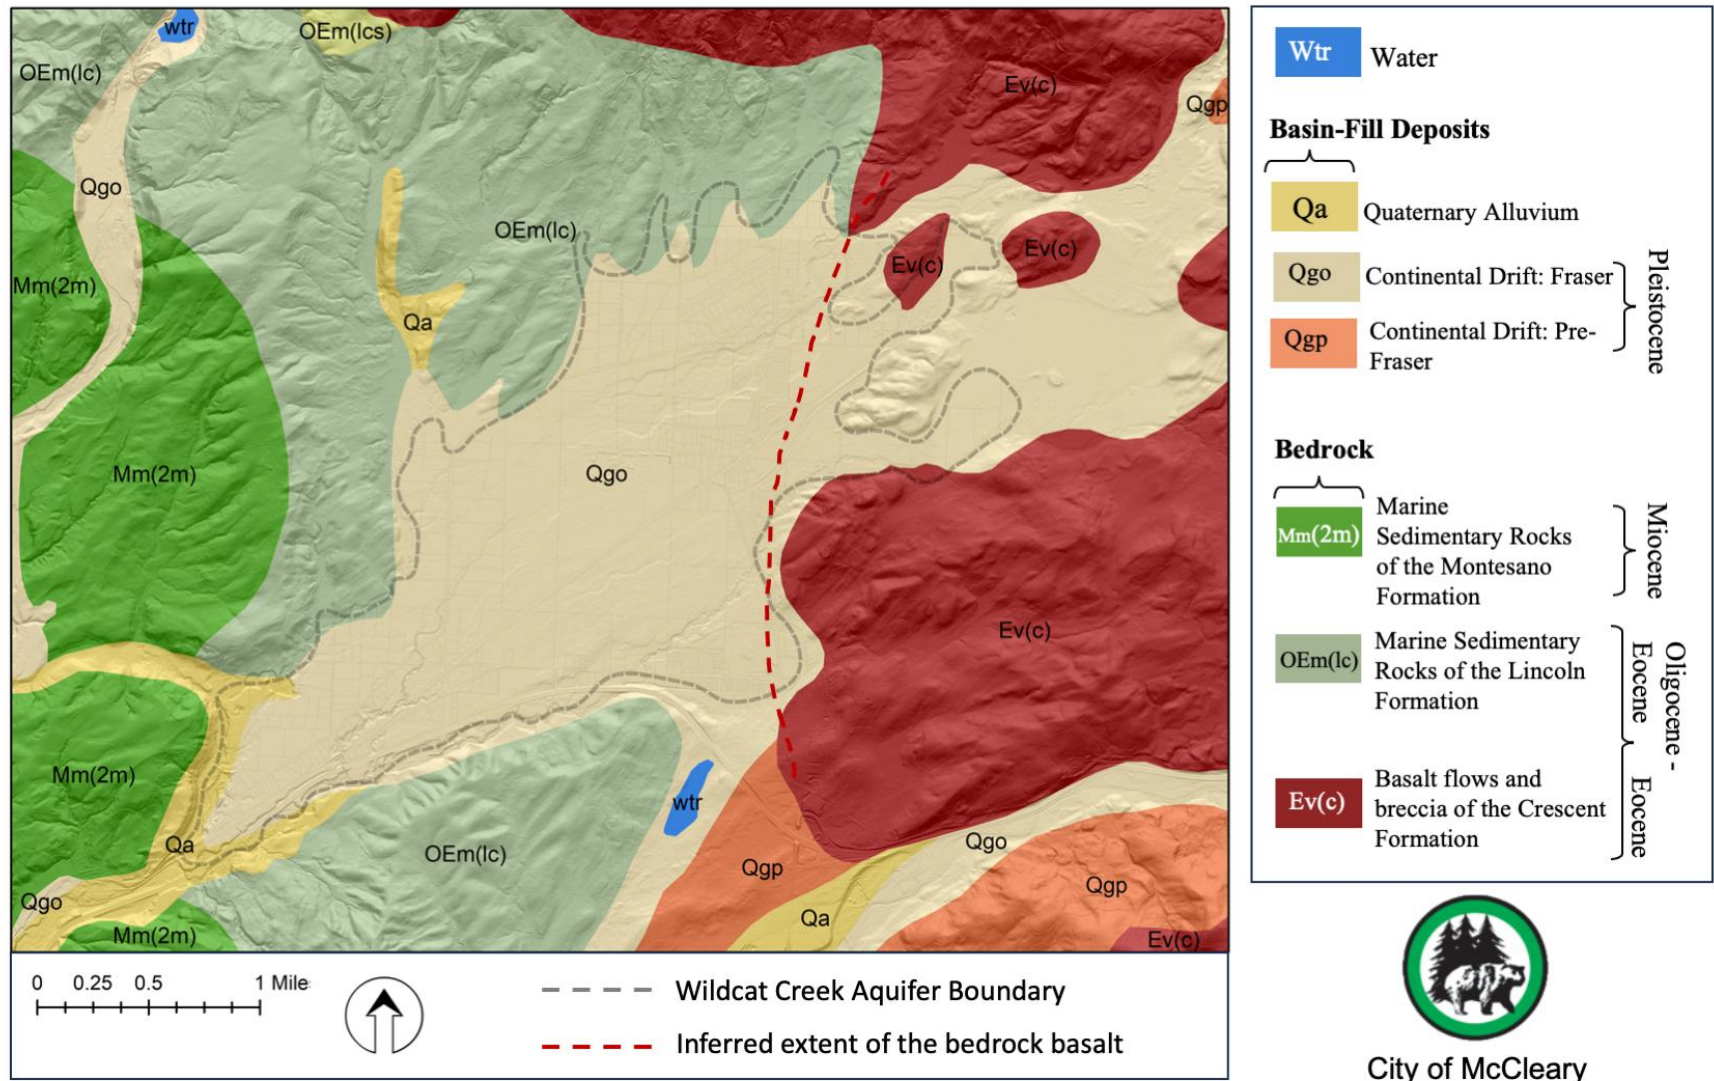 wtr
OEm(lcs)
OEm(lc)
Ev(c)
Qgp
Qgo
OEm(lc)
Ev(c)
Ev(c)
Mm(2m)
Qa
Mm(2m)
Qgo
Ev(c)
Mm(2m)
wtr
Qa
OEm(lc)
Qgo
Qgp
Qgp
Qgo
Qa
Mm(2m)
Ev(c)
0 0.25 0.5 1 Mile
Wildcat Creek Aquifer Boundary
Inferred extent of the bedrock basalt
Wtr Water
Basin-Fill Deposits
Qa Quaternary Alluvium
Qgo Continental Drift: Fraser
Qgp Continental Drift: Pre-
Fraser
Pleistocene
Bedrock
Mm(2m) Marine
Sedimentary Rocks
of the Montesano
Formation
Miocene
OEm(lc) Marine Sedimentary
Rocks of the Lincoln
Formation
Oligocene -
Eocene
Ev(c) Basalt flows and
breccia of the Crescent
Formation
Eocene
City of McCleary